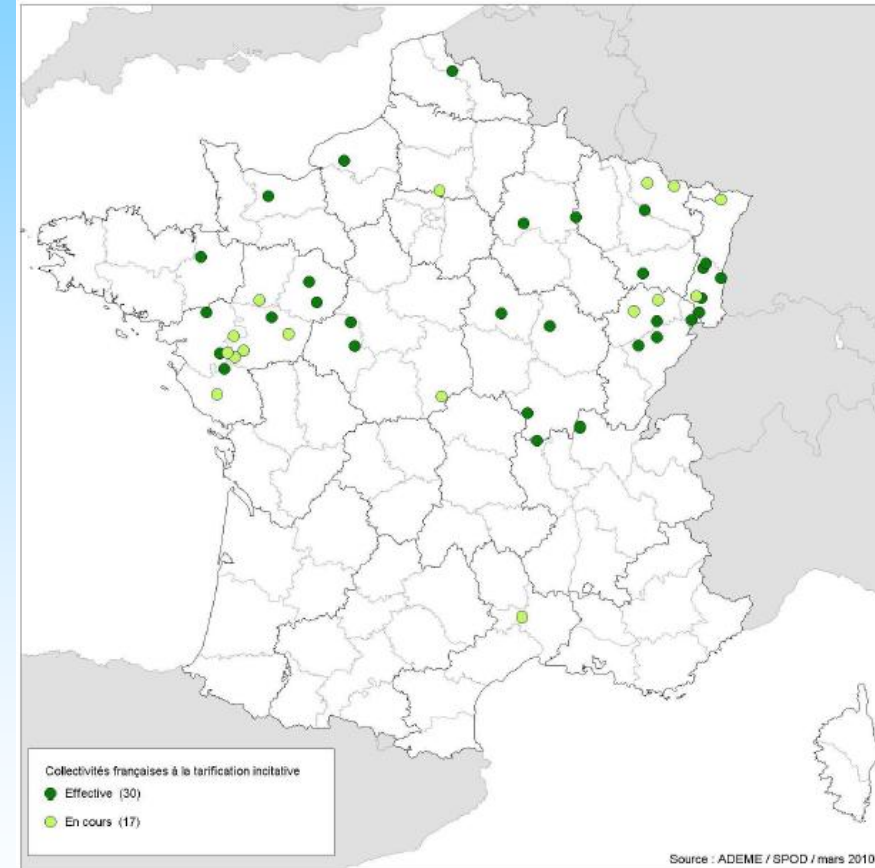 Collectivités françaises à la tarification incitative
Effective (30)
En cours (17)
Source : ADEME / SPOD / mars 2010